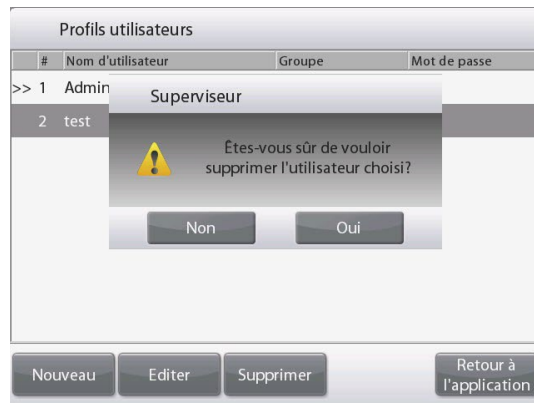 Profils utilisateurs
# Nom d'utilisateur Groupe Mot de passe
>> 1 Admin
2 test
Superviseur
Êtes-vous sûr de vouloir
supprimer l'utilisateur choisi?
Non Oui
Nouveau Editer Supprimer
Retour à
l'application